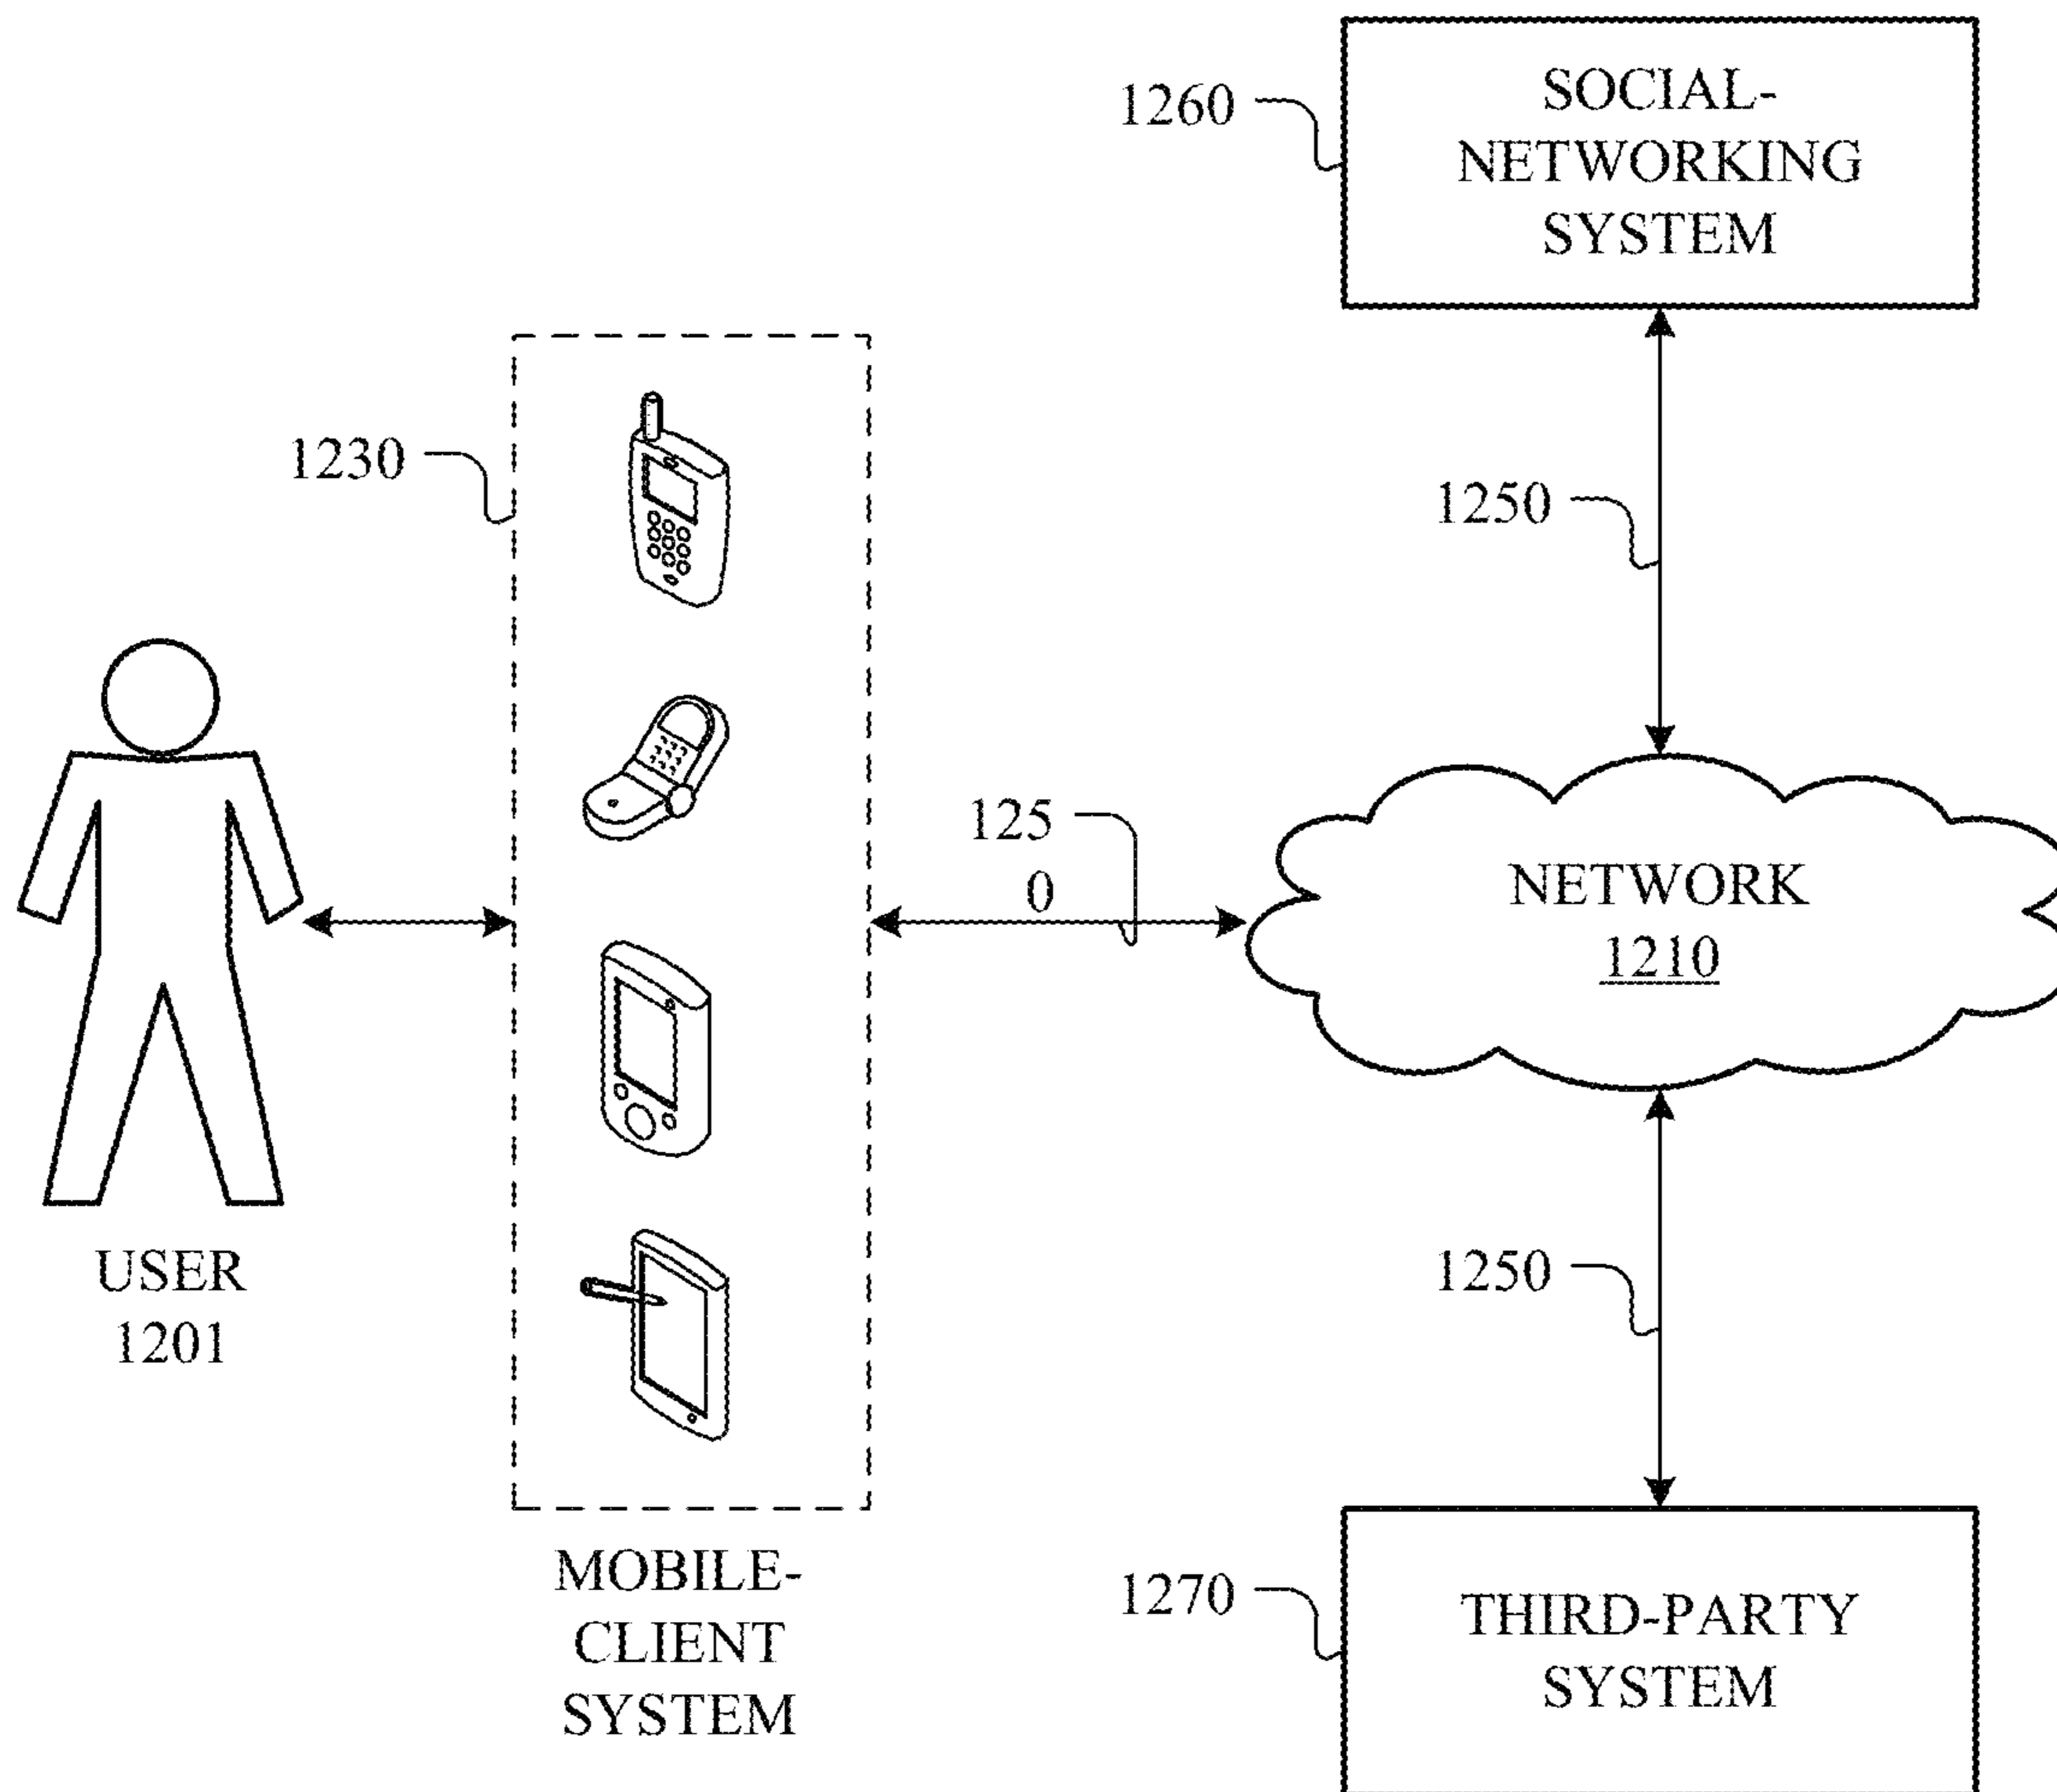 1260
SOCIAL-
NETWORKING
SYSTEM
1230
1250
125
0
NETWORK
1210
USER
1201
1250
MOBILE-
CLIENT
SYSTEM
1270
THIRD-PARTY
SYSTEM